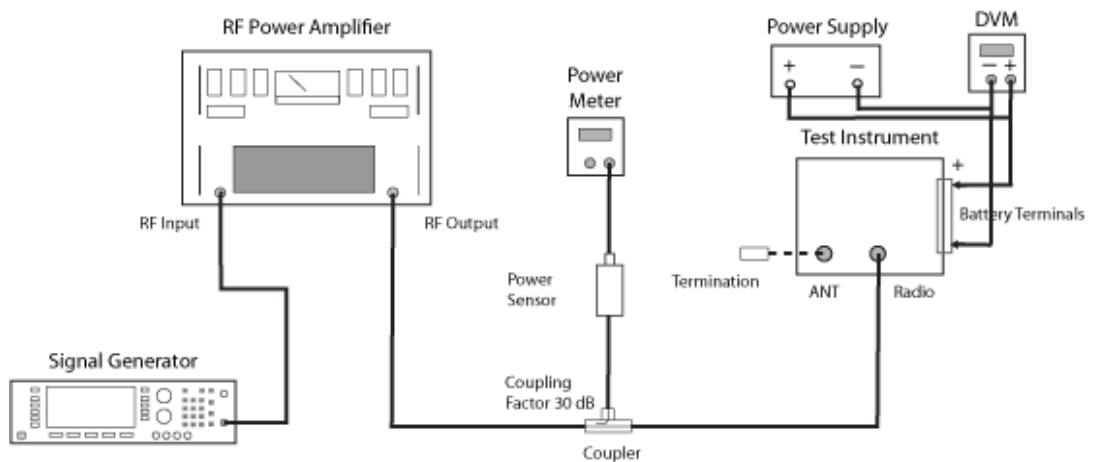 RF Power Amplifier
Power Supply
DVM
+
−
− +
Power
Meter
Test Instrument
+
RF Input
RF Output
Battery Terminals
Power
Sensor
Termination
ANT
Radio
Signal Generator
Coupling
Factor 30 dB
Coupler